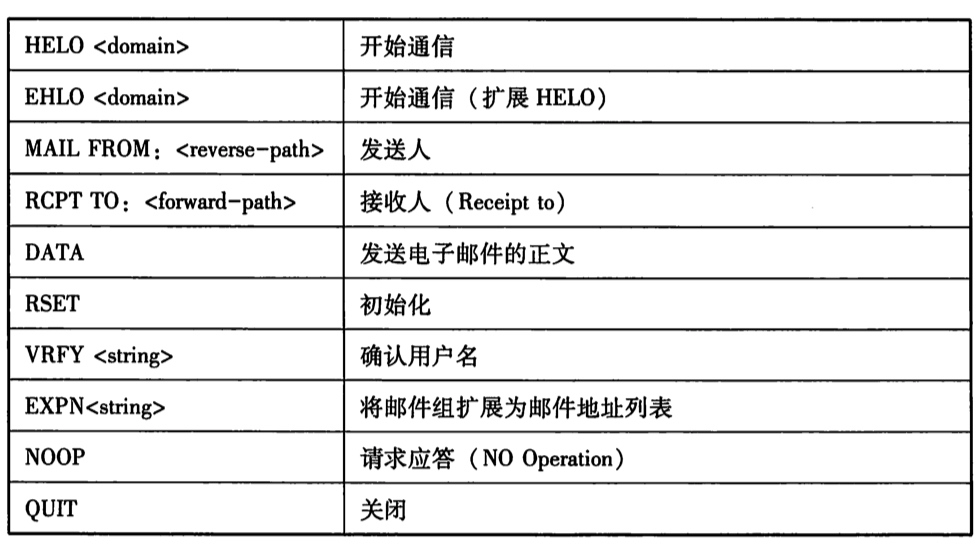 HELO <domain> 开始通信
EHLO <domain> 开始通信（扩展 HELO）
MAIL FROM：<reverse-path> 发送人
RCPT TO：<forward-path> 接收人（Receipt to）
DATA 发送电子邮件的正文
RSET 初始化
VRFY <string> 确认用户名
EXPN<string> 将邮件组扩展为邮件地址列表
NOOP 请求应答（NO Operation）
QUIT 关闭